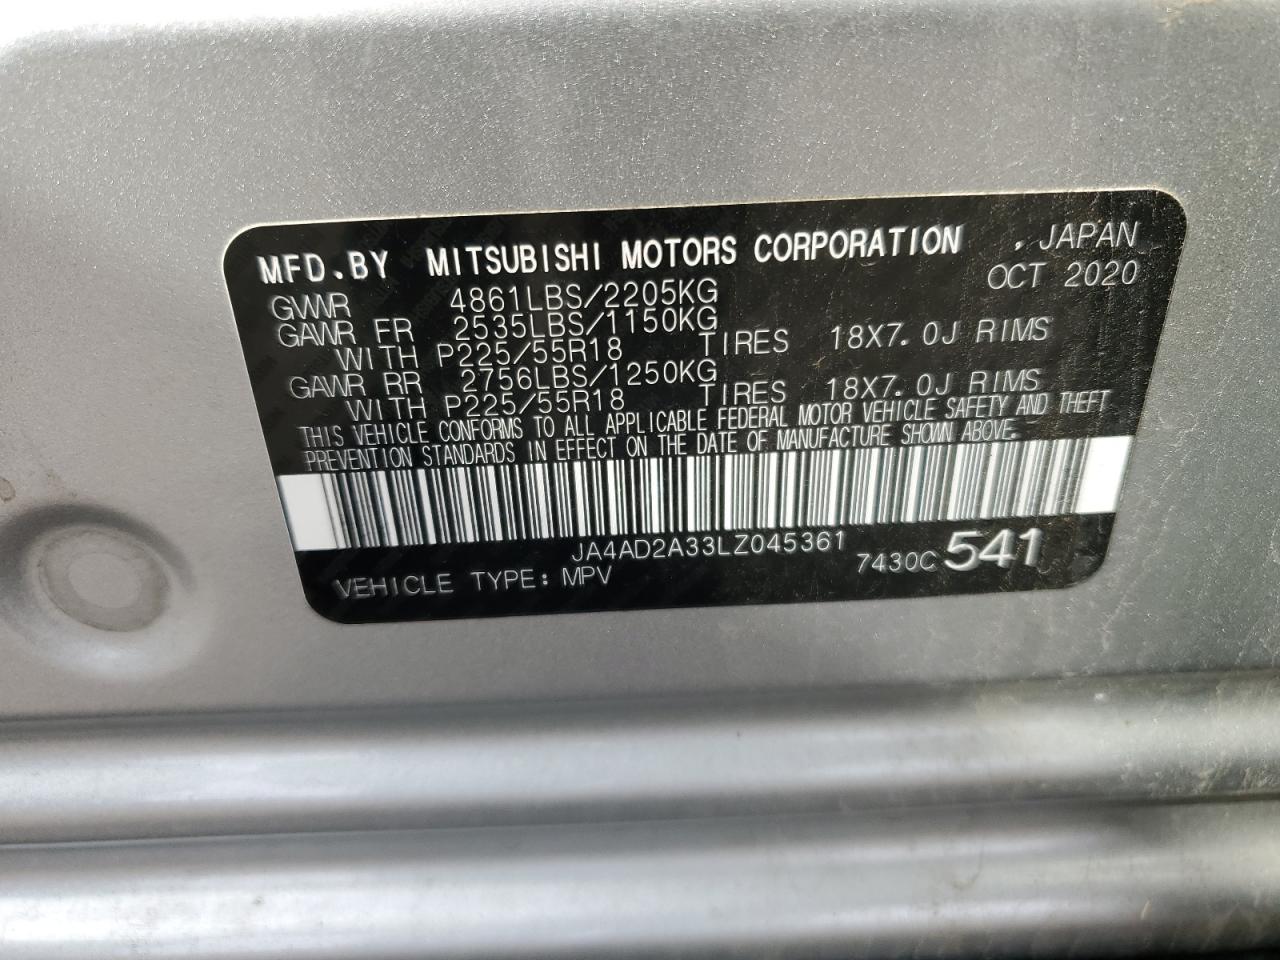 MFD.BY MITSUBISHI MOTORS CORPORATION , JAPAN
OCT 2020
GVWR 4861LBS/2205KG
GAWR FR 2535LBS/1150KG
WITH P225/55R18 TIRES 18X7.0J RIMS
GAWR RR 2756LBS/1250KG
WITH P225/55R18 TIRES 18X7.0J RIMS
THIS VEHICLE CONFORMS TO ALL APPLICABLE FEDERAL MOTOR VEHICLE SAFETY AND THEFT
PREVENTION STANDARDS IN EFFECT ON THE DATE OF MANUFACTURE SHOWN ABOVE.
JA4AD2A33LZ045361
7430C 541
VEHICLE TYPE: MPV